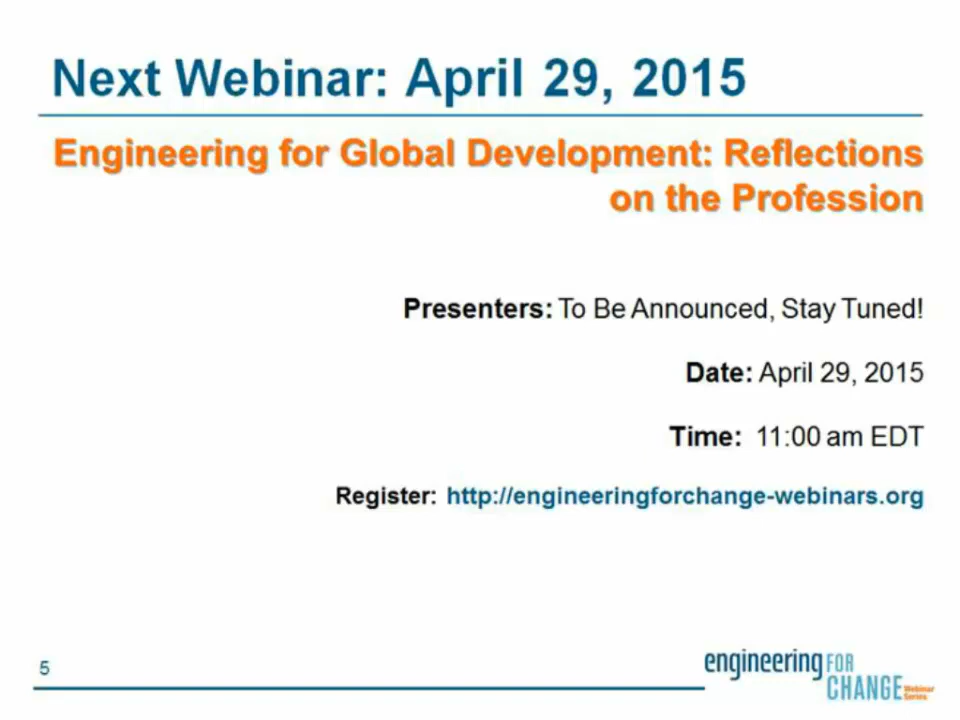 Next Webinar: April 29, 2015
Engineering for Global Development: Reflections
on the Profession
Presenters: To Be Announced, Stay Tuned!
Date: April 29, 2015
Time: 11:00 am EDT
Register: http://engineeringforchange-webinars.org
5
engineering FOR
CHANGE Webinar
Series